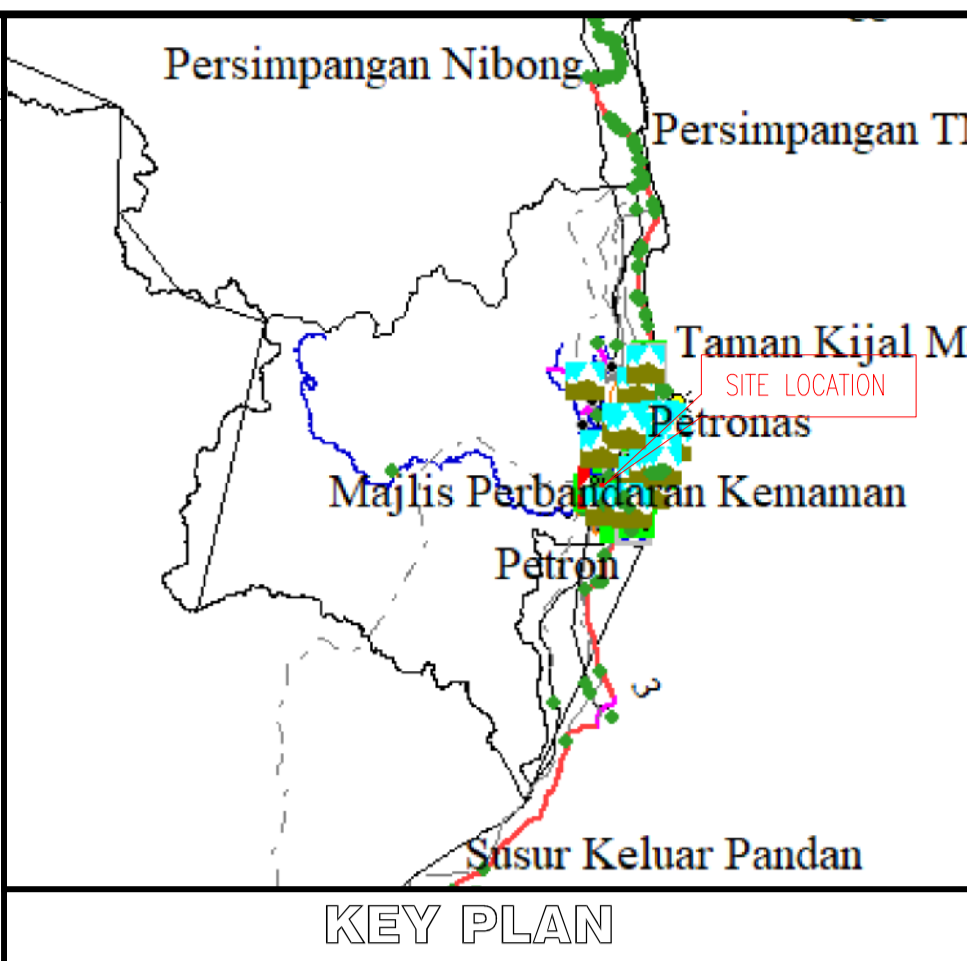 Persimpangan Nibong
Persimpangan
Taman Kijal M
SITE LOCATION
Petronas
Majlis Perbandaran Kemaman
Petron
3
Susur Keluar Pandan
KEY PLAN